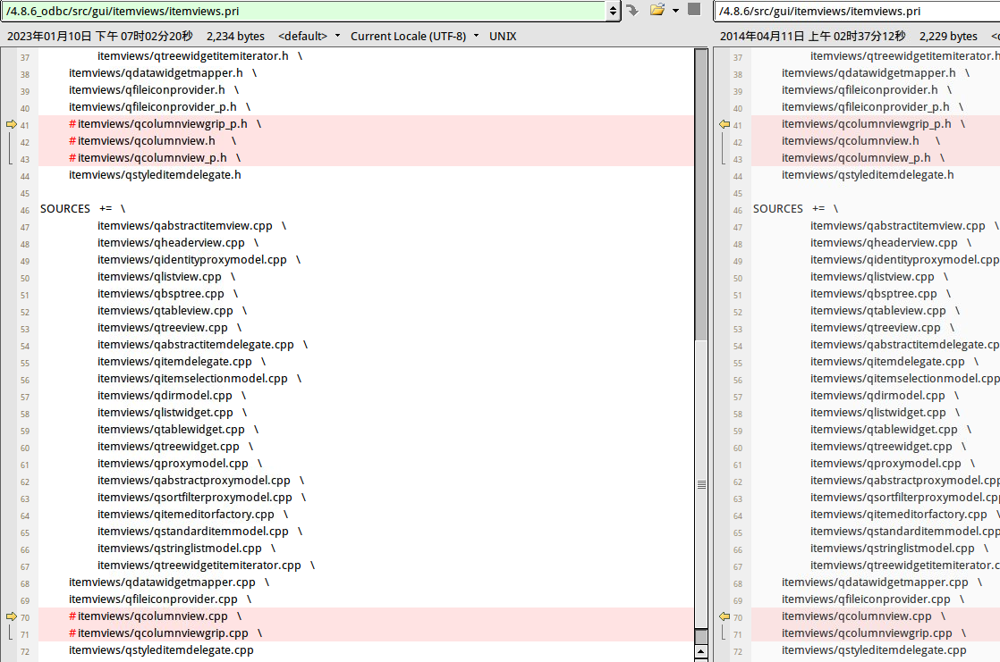 /4.8.6_odbc/src/gui/itemviews/itemviews.pri
2023年01月10日 下午 07时02分20秒 2,234 bytes <default> Current Locale (UTF-8) UNIX
37 itemviews/qtreewidgetitemiterator.h \
38 itemviews/qdatawidgetmapper.h \
39 itemviews/qfileiconprovider.h \
40 itemviews/qfileiconprovider_p.h \
41 #itemviews/qcolumnviewgrip_p.h \
42 #itemviews/qcolumnview.h \
43 #itemviews/qcolumnview_p.h \
44 itemviews/qstyleditemdelegate.h
45
46 SOURCES += \
47 itemviews/qabstractitemview.cpp \
48 itemviews/qheaderview.cpp \
49 itemviews/qidentityproxymodel.cpp \
50 itemviews/qlistview.cpp \
51 itemviews/qbsptree.cpp \
52 itemviews/qtableview.cpp \
53 itemviews/qtreeview.cpp \
54 itemviews/qabstractitemdelegate.cpp \
55 itemviews/qitemdelegate.cpp \
56 itemviews/qitemselectionmodel.cpp \
57 itemviews/qdirmodel.cpp \
58 itemviews/qlistwidget.cpp \
59 itemviews/qtablewidget.cpp \
60 itemviews/qtreewidget.cpp \
61 itemviews/qproxymodel.cpp \
62 itemviews/qabstractproxymodel.cpp \
63 itemviews/qsortfilterproxymodel.cpp \
64 itemviews/qitemeditorfactory.cpp \
65 itemviews/qstandarditemmodel.cpp \
66 itemviews/qstringlistmodel.cpp \
67 itemviews/qtreewidgetitemiterator.cpp \
68 itemviews/qdatawidgetmapper.cpp \
69 itemviews/qfileiconprovider.cpp \
70 #itemviews/qcolumnview.cpp \
71 #itemviews/qcolumnviewgrip.cpp \
72 itemviews/qstyleditemdelegate.cpp
/4.8.6/src/gui/itemviews/itemviews.pri
2014年04月11日 上午 02时37分12秒 2,229 bytes <
37 itemviews/qtreewidgetitemiterator.h
38 itemviews/qdatawidgetmapper.h \
39 itemviews/qfileiconprovider.h \
40 itemviews/qfileiconprovider_p.h \
41 itemviews/qcolumnviewgrip_p.h \
42 itemviews/qcolumnview.h \
43 itemviews/qcolumnview_p.h \
44 itemviews/qstyleditemdelegate.h
45
46 SOURCES += \
47 itemviews/qabstractitemview.cpp \
48 itemviews/qheaderview.cpp \
49 itemviews/qidentityproxymodel.cpp
50 itemviews/qlistview.cpp \
51 itemviews/qbsptree.cpp \
52 itemviews/qtableview.cpp \
53 itemviews/qtreeview.cpp \
54 itemviews/qabstractitemdelegate.cp
55 itemviews/qitemdelegate.cpp \
56 itemviews/qitemselectionmodel.cpp
57 itemviews/qdirmodel.cpp \
58 itemviews/qlistwidget.cpp \
59 itemviews/qtablewidget.cpp \
60 itemviews/qtreewidget.cpp \
61 itemviews/qproxymodel.cpp \
62 itemviews/qabstractproxymodel.cpp
63 itemviews/qsortfilterproxymodel.cpp
64 itemviews/qitemeditorfactory.cpp \
65 itemviews/qstandarditemmodel.cpp
66 itemviews/qstringlistmodel.cpp \
67 itemviews/qtreewidgetitemiterator.c
68 itemviews/qdatawidgetmapper.cpp \
69 itemviews/qfileiconprovider.cpp \
70 itemviews/qcolumnview.cpp \
71 itemviews/qcolumnviewgrip.cpp \
72 itemviews/qstyleditemdelegate.cpp